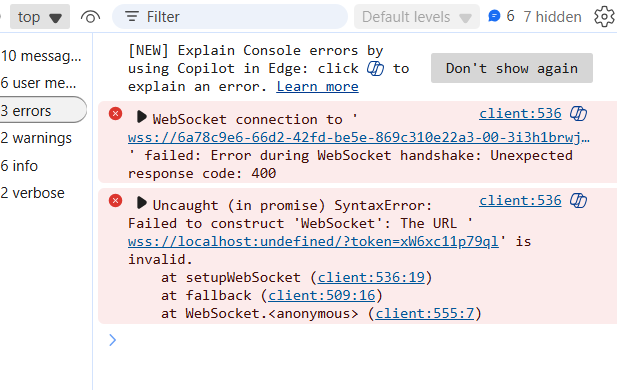 top Filter Default levels 6 7 hidden
10 messag...
6 user me...
3 errors
2 warnings
6 info
2 verbose
[NEW] Explain Console errors by
using Copilot in Edge: click to
explain an error. Learn more
Don't show again
WebSocket connection to ' client:536
wss://6a78c9e6-66d2-42fd-be5e-869c310e22a3-00-3i3h1brwj…
' failed: Error during WebSocket handshake: Unexpected
response code: 400
Uncaught (in promise) SyntaxError: client:536
Failed to construct 'WebSocket': The URL '
wss://localhost:undefined/?token=xW6xc11p79ql' is
invalid.
at setupWebSocket (client:536:19)
at fallback (client:509:16)
at WebSocket.<anonymous> (client:555:7)